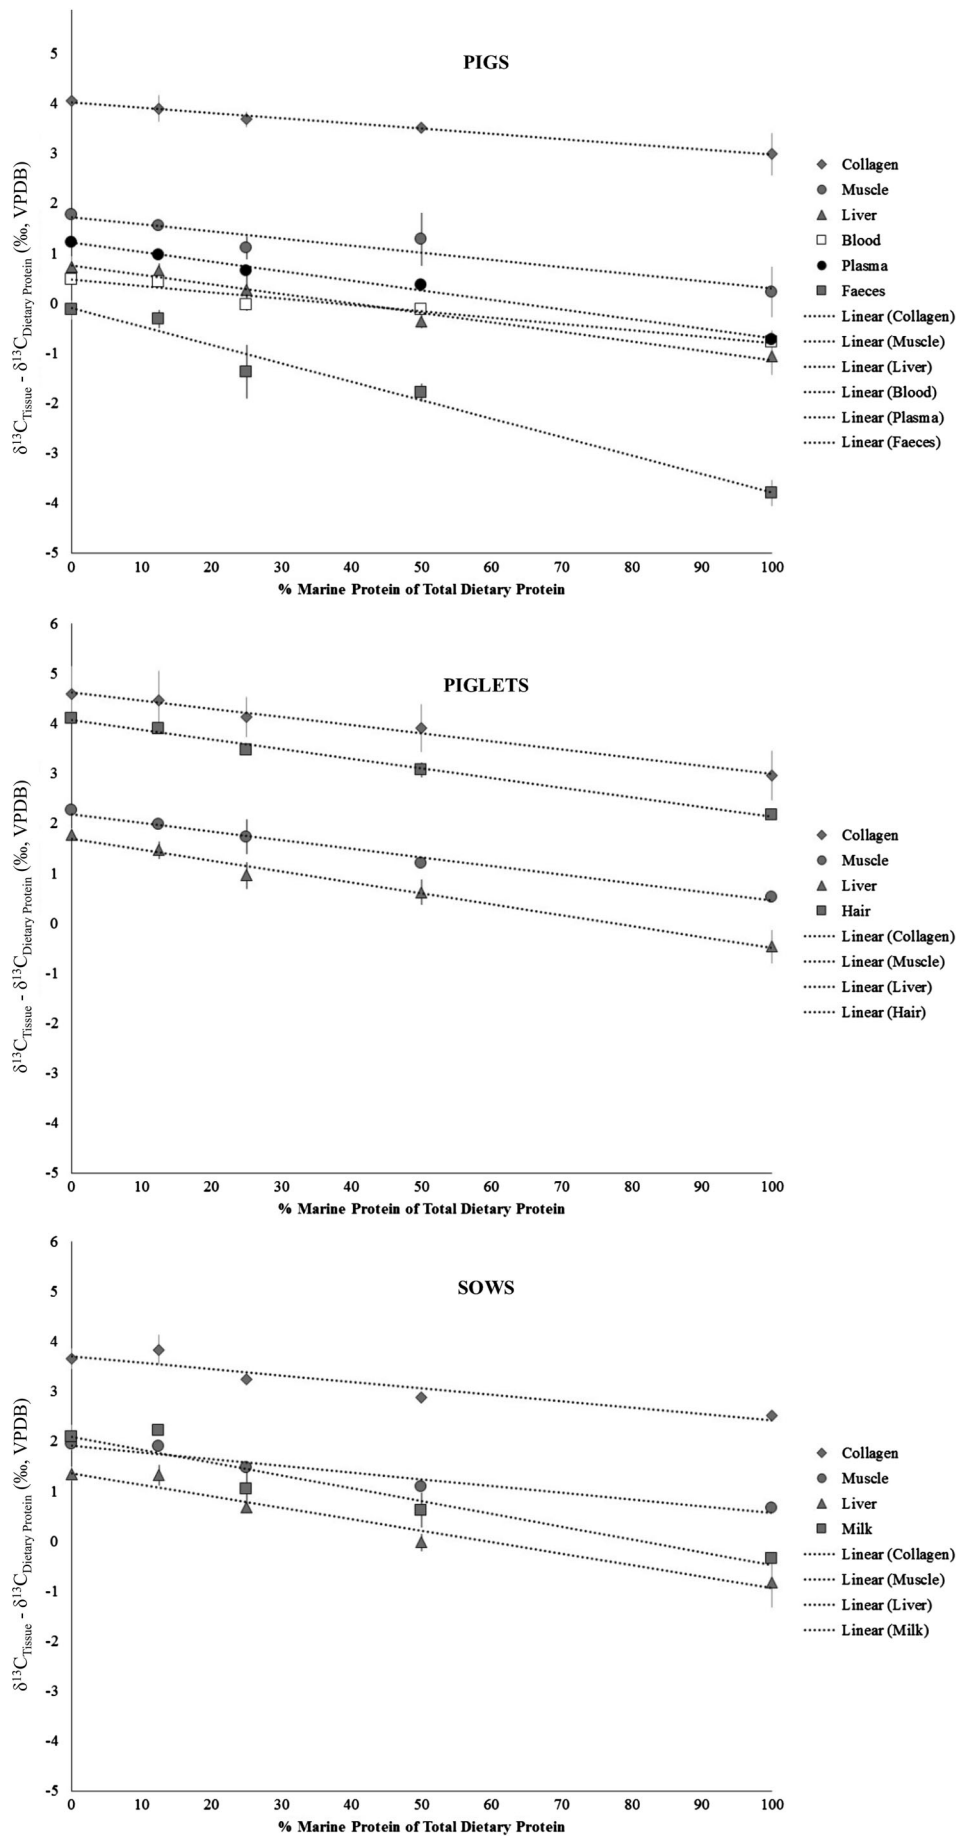 PIGS
5
4
3
2
1
0
-1
-2
-3
-4
-5
δ¹³C_Tissue - δ¹³C_Dietary Protein (‰, VPDB)
0 10 20 30 40 50 60 70 80 90 100
% Marine Protein of Total Dietary Protein
Collagen
Muscle
Liver
Blood
Plasma
Faeces
Linear (Collagen)
Linear (Muscle)
Linear (Liver)
Linear (Blood)
Linear (Plasma)
Linear (Faeces)
PIGLETS
6
5
4
3
2
1
0
-1
-2
-3
-4
-5
δ¹³C_Tissue - δ¹³C_Dietary Protein (‰, VPDB)
0 10 20 30 40 50 60 70 80 90 100
% Marine Protein of Total Dietary Protein
Collagen
Muscle
Liver
Hair
Linear (Collagen)
Linear (Muscle)
Linear (Liver)
Linear (Hair)
SOWS
6
5
4
3
2
1
0
-1
-2
-3
-4
-5
δ¹³C_Tissue - δ¹³C_Dietary Protein (‰, VPDB)
0 10 20 30 40 50 60 70 80 90 100
% Marine Protein of Total Dietary Protein
Collagen
Muscle
Liver
Milk
Linear (Collagen)
Linear (Muscle)
Linear (Liver)
Linear (Milk)